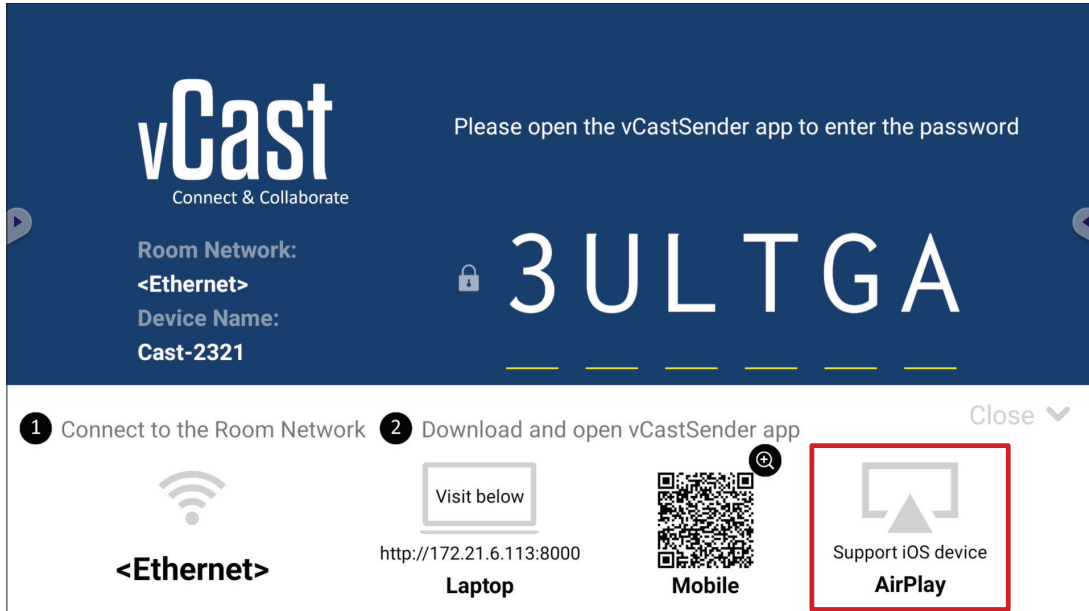 vCast
Connect & Collaborate
Please open the vCastSender app to enter the password
Room Network:
<Ethernet>
Device Name:
Cast-2321
3ULTGA
1 Connect to the Room Network
2 Download and open vCastSender app
Close
<Ethernet>
Visit below
http://172.21.6.113:8000
Laptop
Mobile
Support iOS device
AirPlay